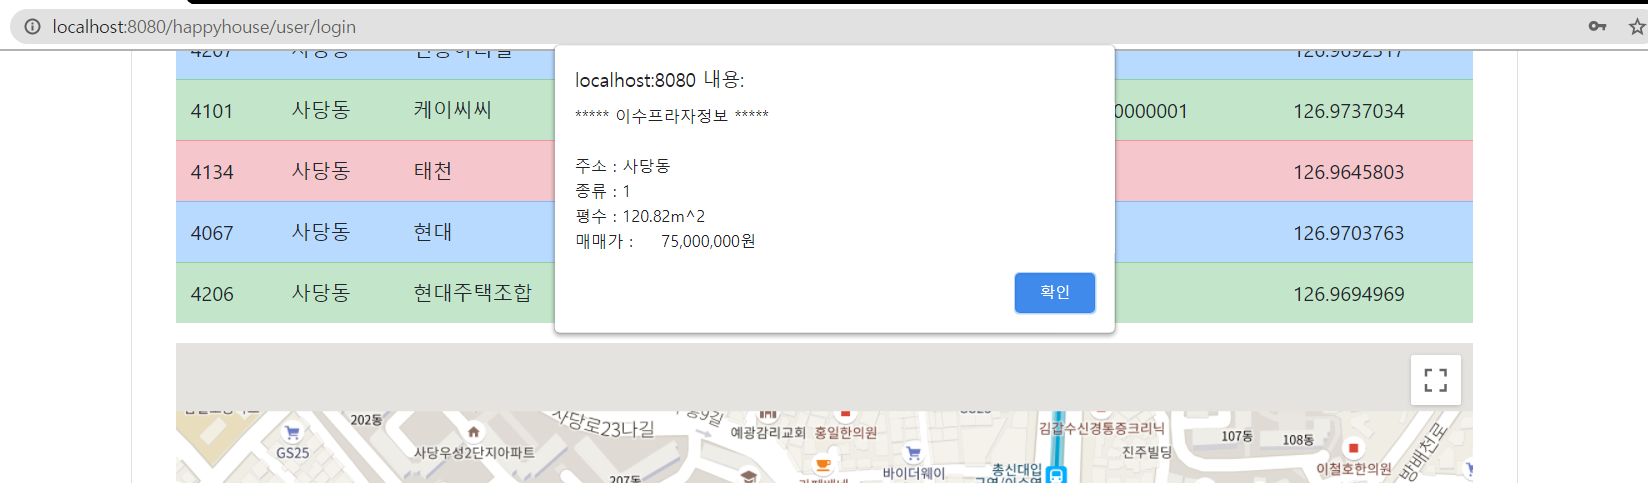 localhost:8080/happyhouse/user/login
4207 126.9692517
4101 사당동 케이씨씨 0000001 126.9737034
4134 사당동 태천 126.9645803
4067 사당동 현대 126.9703763
4206 사당동 현대주택조합 126.9694969
localhost:8080 내용:
***** 이수프라자정보 *****
주소 : 사당동
종류 : 1
평수 : 120.82m^2
매매가 : 75,000,000원
확인
202동
사당로23나길
GS25
사당우성2단지아파트
207동
예광감리교회
홍일한의원
바이더웨이
총신대입
김갑수신경통증크리닉
진주빌딩
107동
108동
이철호한의원
방배천로